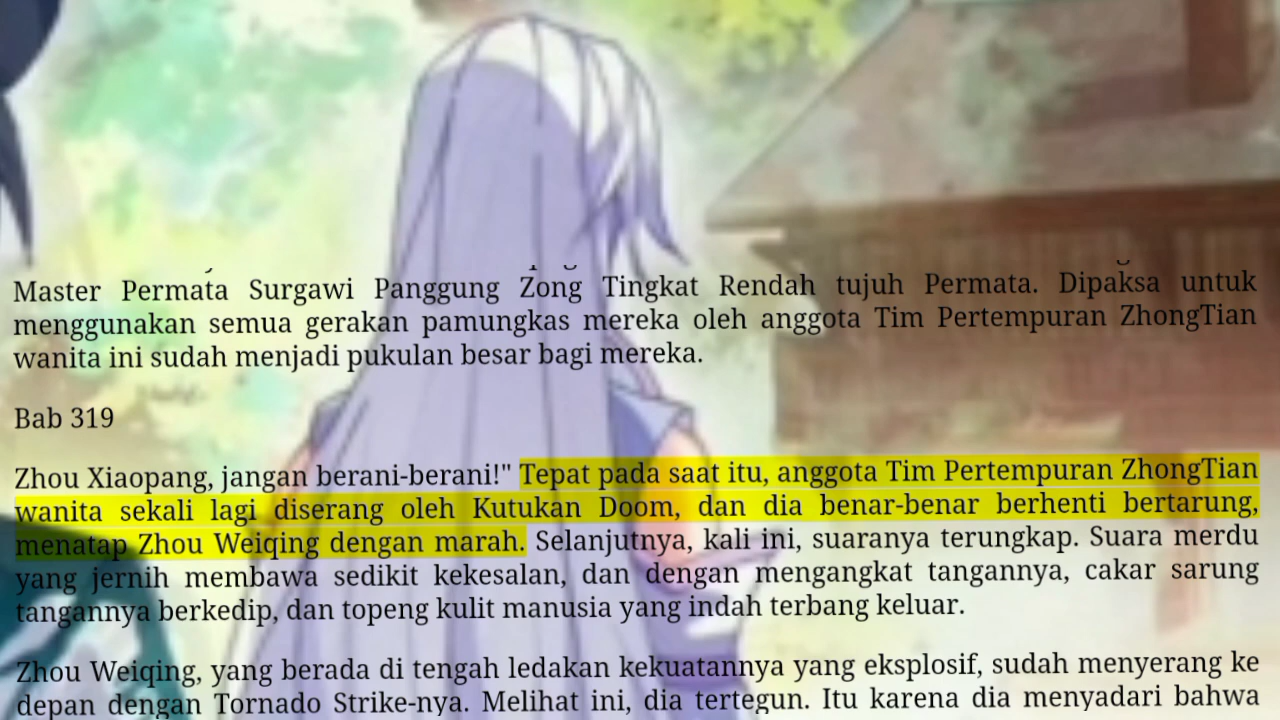 Master Permata Surgawi Panggung Zong Tingkat Rendah tujuh Permata. Dipaksa untuk
menggunakan semua gerakan pamungkas mereka oleh anggota Tim Pertempuran ZhongTian
wanita ini sudah menjadi pukulan besar bagi mereka.
Bab 319
Zhou Xiaopang, jangan berani-berani!" Tepat pada saat itu, anggota Tim Pertempuran ZhongTian
wanita sekali lagi diserang oleh Kutukan Doom, dan dia benar-benar berhenti bertarung,
menatap Zhou Weiqing dengan marah. Selanjutnya, kali ini, suaranya terungkap. Suara merdu
yang jernih membawa sedikit kekesalan, dan dengan mengangkat tangannya, cakar sarung
tangannya berkedip, dan topeng kulit manusia yang indah terbang keluar.
Zhou Weiqing, yang berada di tengah ledakan kekuatannya yang eksplosif, sudah menyerang ke
depan dengan Tornado Strike-nya. Melihat ini, dia tertegun. Itu karena dia menyadari bahwa